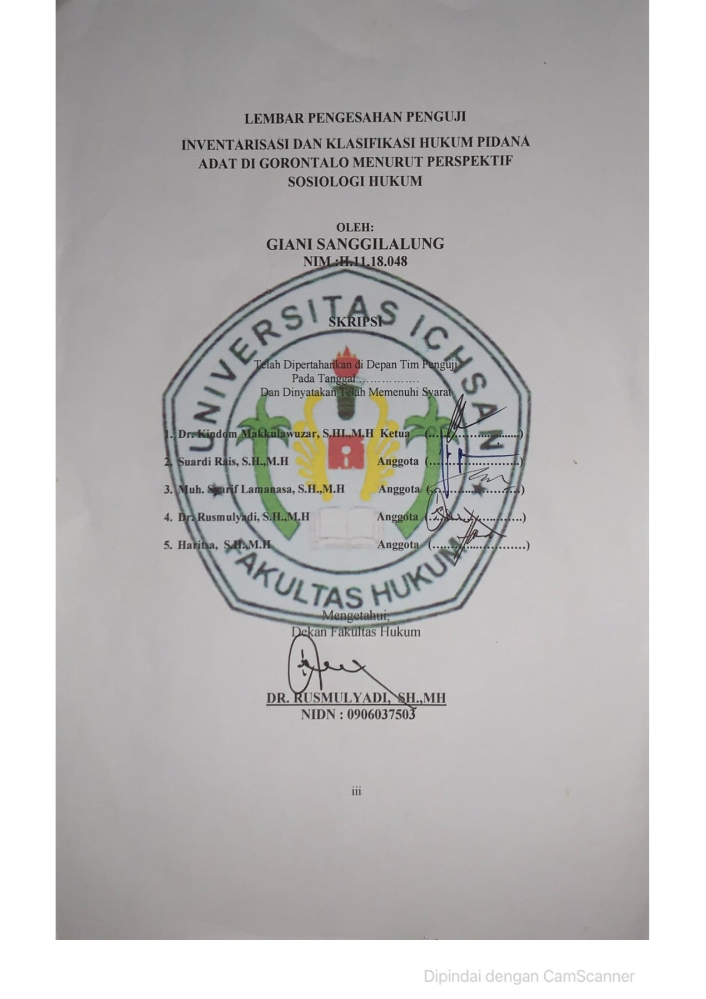 LEMBAR PENGESAHAN PENGUJI
INVENTARISASI DAN KLASIFIKASI HUKUM PIDANA
ADAT DI GORONTALO MENURUT PERSPEKTIF
SOSIOLOGI HUKUM
OLEH:
GIANI SANGGILALUNG
NIM :H.11.18.048
UNIVERSITAS ICHSAN
SKRIPSI
Telah Dipertahankan di Depan Tim Penguji
Pada Tanggal ................
Dan Dinyatakan Telah Memenuhi Syarat
1. Dr. Kindom Makkulawuzar, S.HI.,M.H Ketua (..............................)
2. Suardi Rais, S.H.,M.H Anggota (..............................)
3. Muh. Syarif Lamanasa, S.H.,M.H Anggota (..............................)
4. Dr. Rusmulyadi, S.H.,M.H Anggota (..............................)
5. Haritsa, S.H.,M.H Anggota (..............................)
FAKULTAS HUKUM
Mengetahui,
Dekan Fakultas Hukum
DR. RUSMULYADI, SH.,MH
NIDN : 0906037503
iii
Dipindai dengan CamScanner